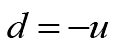 d = −u